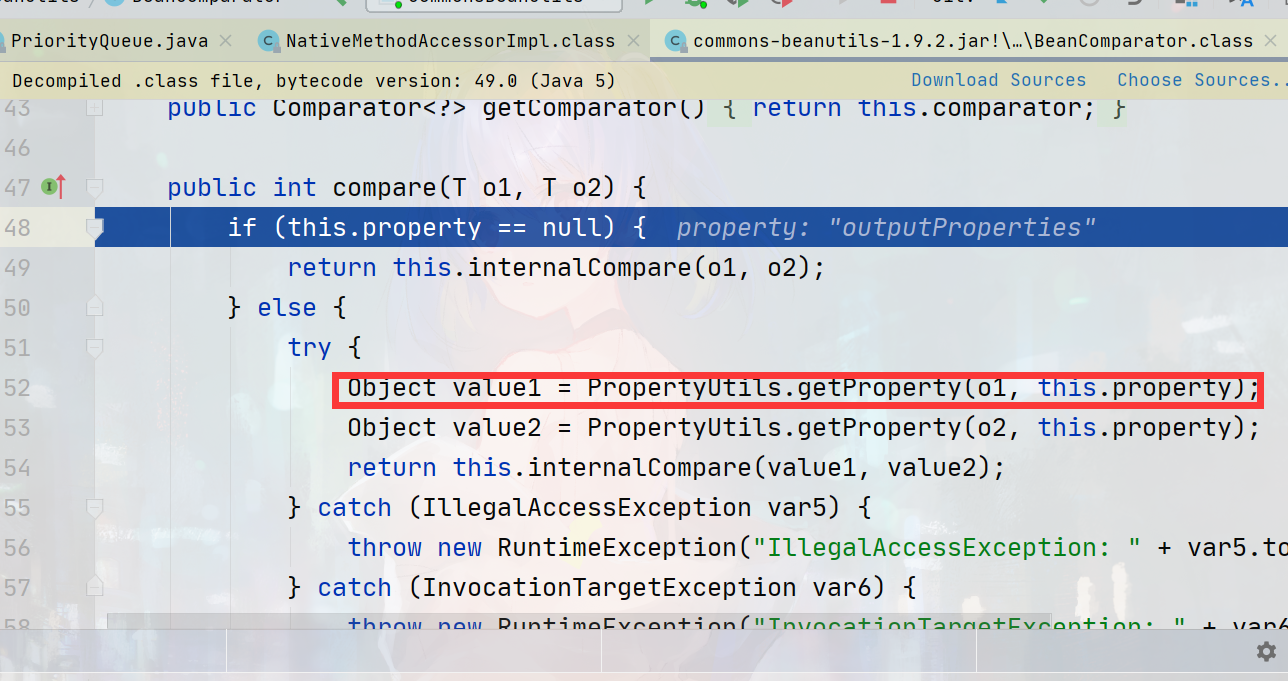 PriorityQueue.java NativeMethodAccessorImpl.class commons-beanutils-1.9.2.jar!\…\BeanComparator.class
Decompiled .class file, bytecode version: 49.0 (Java 5) Download Sources Choose Sources..
43 public Comparator<?> getComparator() { return this.comparator; }
46
47 public int compare(T o1, T o2) {
48 if (this.property == null) { property: "outputProperties"
49 return this.internalCompare(o1, o2);
50 } else {
51 try {
52 Object value1 = PropertyUtils.getProperty(o1, this.property);
53 Object value2 = PropertyUtils.getProperty(o2, this.property);
54 return this.internalCompare(value1, value2);
55 } catch (IllegalAccessException var5) {
56 throw new RuntimeException("IllegalAccessException: " + var5.to
57 } catch (InvocationTargetException var6) {
58 throw new RuntimeException("InvocationTargetException: " + var6